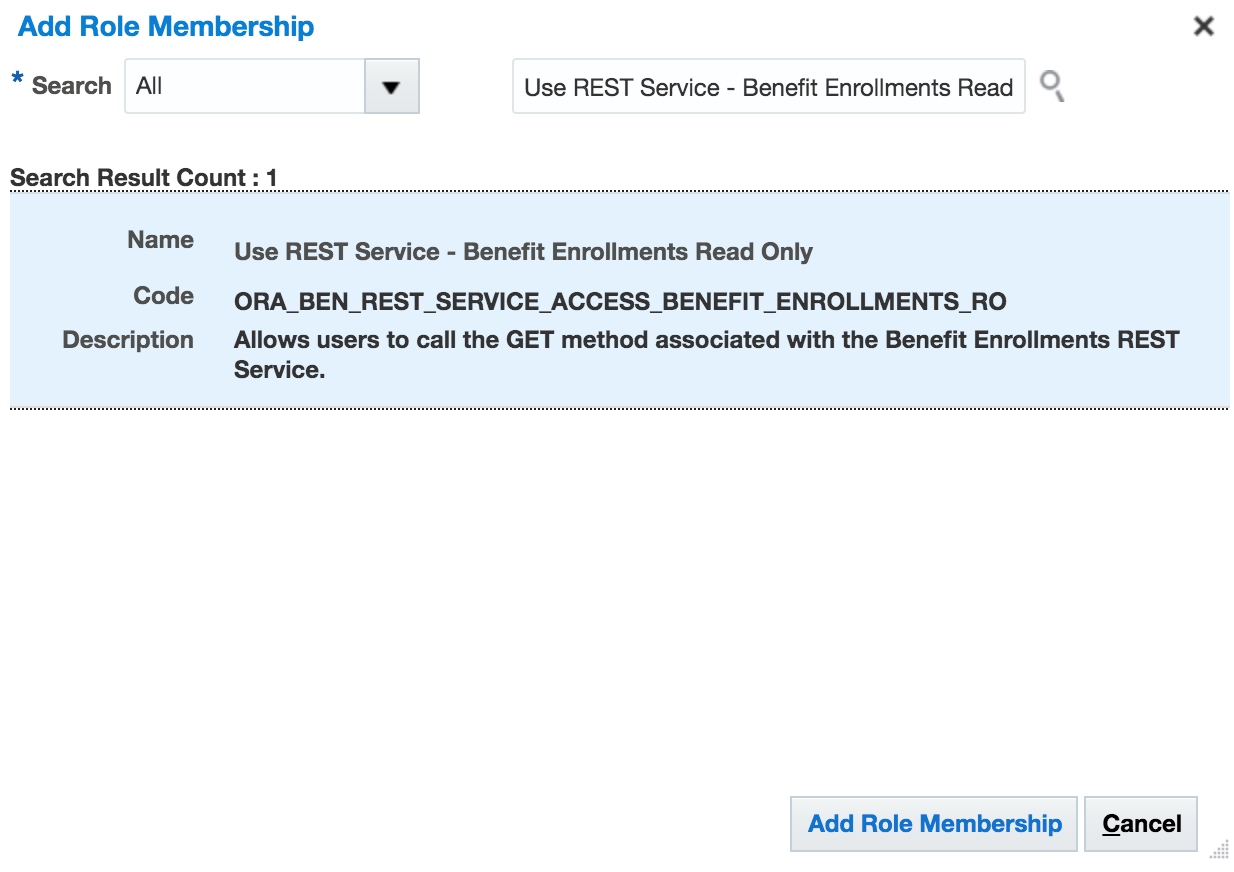 Add Role Membership
* Search All Use REST Service - Benefit Enrollments Read
Search Result Count : 1
Name Use REST Service - Benefit Enrollments Read Only
Code ORA_BEN_REST_SERVICE_ACCESS_BENEFIT_ENROLLMENTS_RO
Description Allows users to call the GET method associated with the Benefit Enrollments REST
Service.
Add Role Membership Cancel